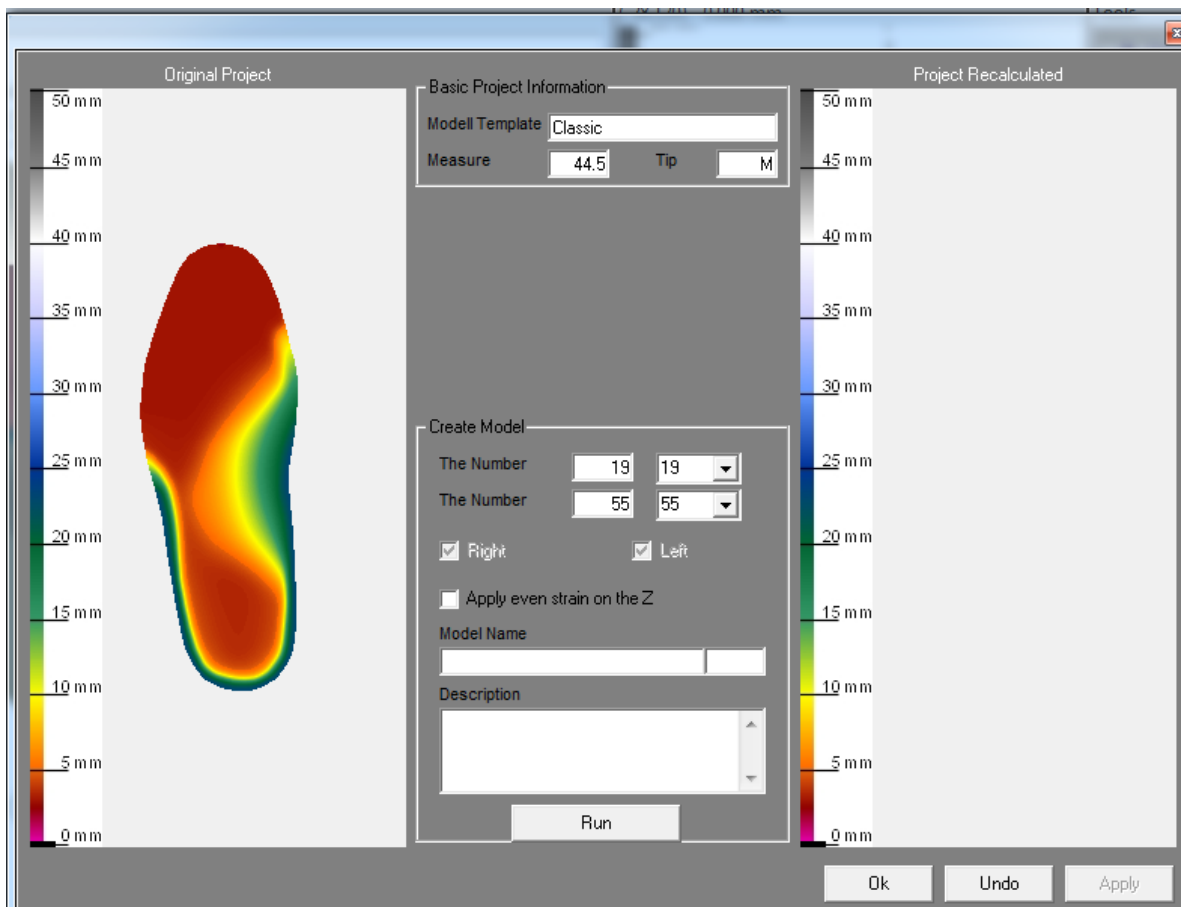 0.000 mm
Original Project
50 mm
45 mm
40 mm
35 mm
30 mm
25 mm
20 mm
15 mm
10 mm
5 mm
0 mm
Basic Project Information
Modell Template Classic
Measure 44.5 Tip M
Create Model
The Number 19 19
The Number 55 55
Right Left
Apply even strain on the Z
Model Name
Description
Run
Project Recalculated
50 mm
45 mm
40 mm
35 mm
30 mm
25 mm
20 mm
15 mm
10 mm
5 mm
0 mm
Ok Undo Apply